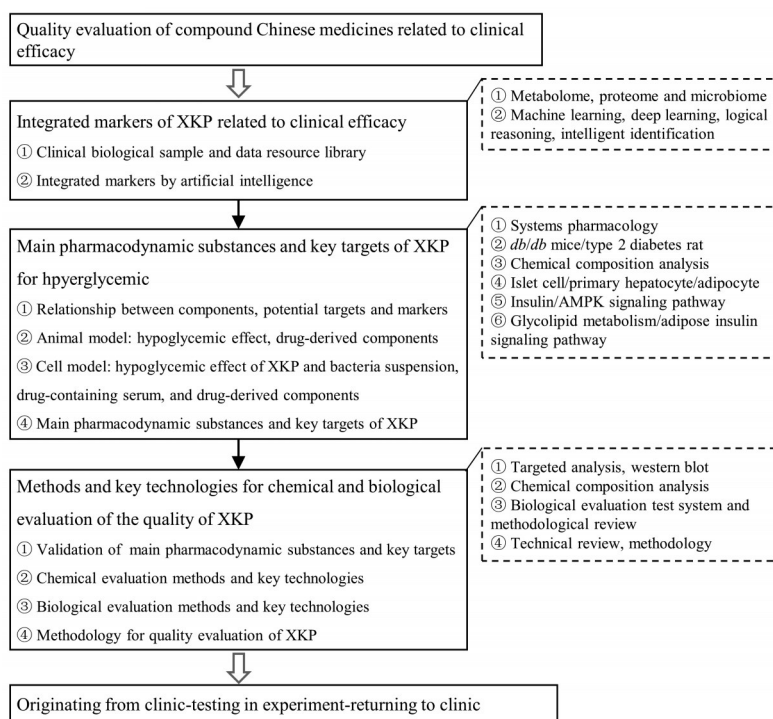 Quality evaluation of compound Chinese medicines related to clinical
efficacy
Integrated markers of XKP related to clinical efficacy
① Clinical biological sample and data resource library
② Integrated markers by artificial intelligence
① Metabolome, proteome and microbiome
② Machine learning, deep learning, logical
reasoning, intelligent identification
Main pharmacodynamic substances and key targets of XKP
for hpyerglycemic
① Relationship between components, potential targets and markers
② Animal model: hypoglycemic effect, drug-derived components
③ Cell model: hypoglycemic effect of XKP and bacteria suspension,
drug-containing serum, and drug-derived components
④ Main pharmacodynamic substances and key targets of XKP
① Systems pharmacology
② db/db mice/type 2 diabetes rat
③ Chemical composition analysis
④ Islet cell/primary hepatocyte/adipocyte
⑤ Insulin/AMPK signaling pathway
⑥ Glycolipid metabolism/adipose insulin
signaling pathway
Methods and key technologies for chemical and biological
evaluation of the quality of XKP
① Validation of main pharmacodynamic substances and key targets
② Chemical evaluation methods and key technologies
③ Biological evaluation methods and key technologies
④ Methodology for quality evaluation of XKP
① Targeted analysis, western blot
② Chemical composition analysis
③ Biological evaluation test system and
methodological review
④ Technical review, methodology
Originating from clinic-testing in experiment-returning to clinic